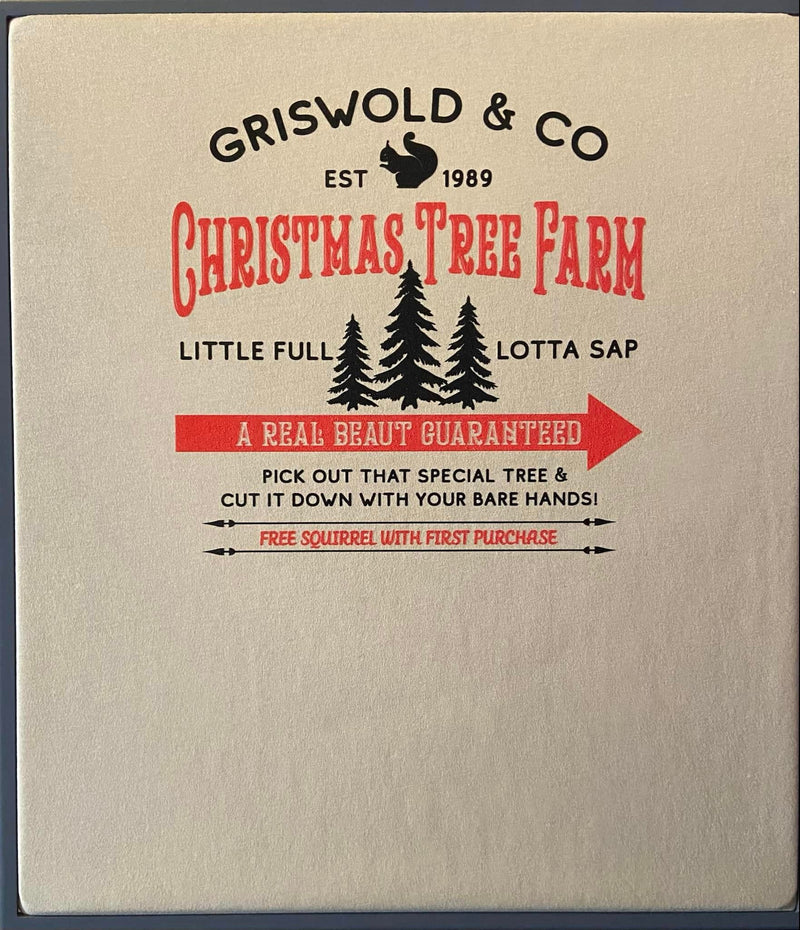 GRISWOLD & CO
EST 1989
CHRISTMAS TREE FARM
LITTLE FULL LOTTA SAP
A REAL BEAUT GUARANTEED
PICK OUT THAT SPECIAL TREE &
CUT IT DOWN WITH YOUR BARE HANDS!
FREE SQUIRREL WITH FIRST PURCHASE